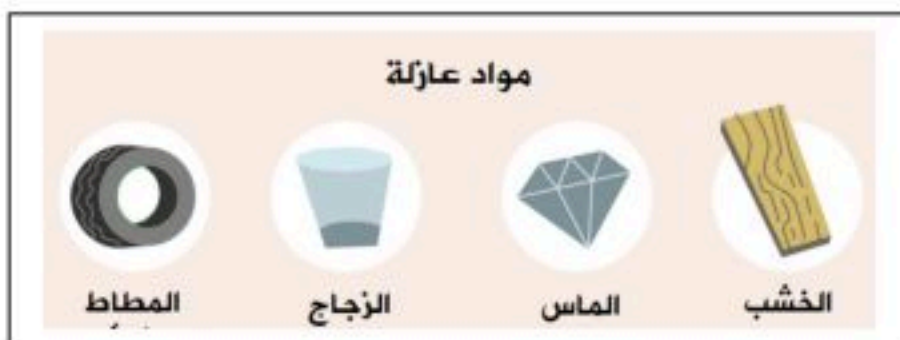 مواد عازلة
الخشب
الماس
الزجاج
المطاط